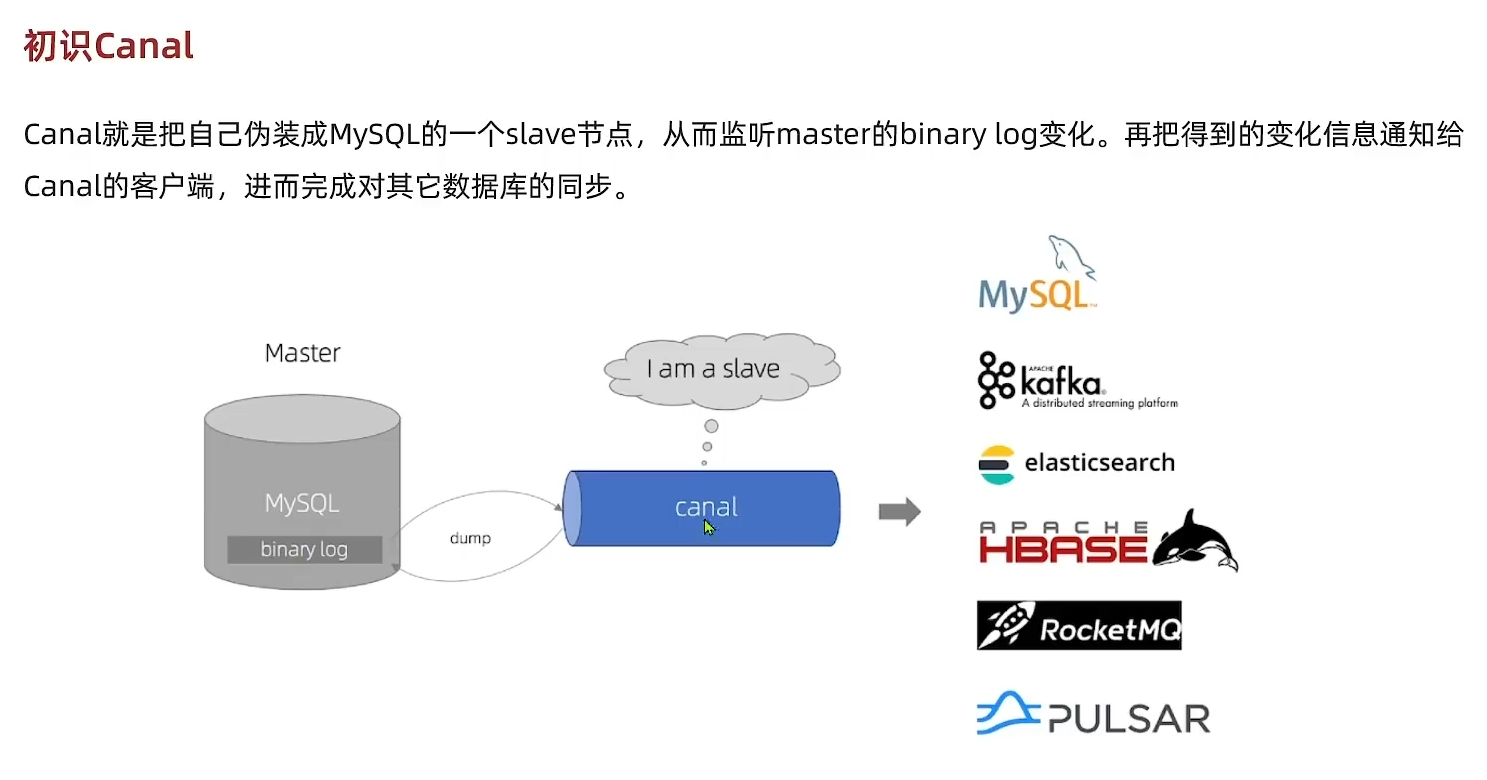 初识Canal
Canal就是把自己伪装成MySQL的一个slave节点，从而监听master的binary log变化。再把得到的变化信息通知给
Canal的客户端，进而完成对其它数据库的同步。
Master
MySQL
binary log
dump
I am a slave
canal
MySQL™
APACHE
kafka®
A distributed streaming platform
elasticsearch
APACHE
HBASE
RocketMQ
PULSAR